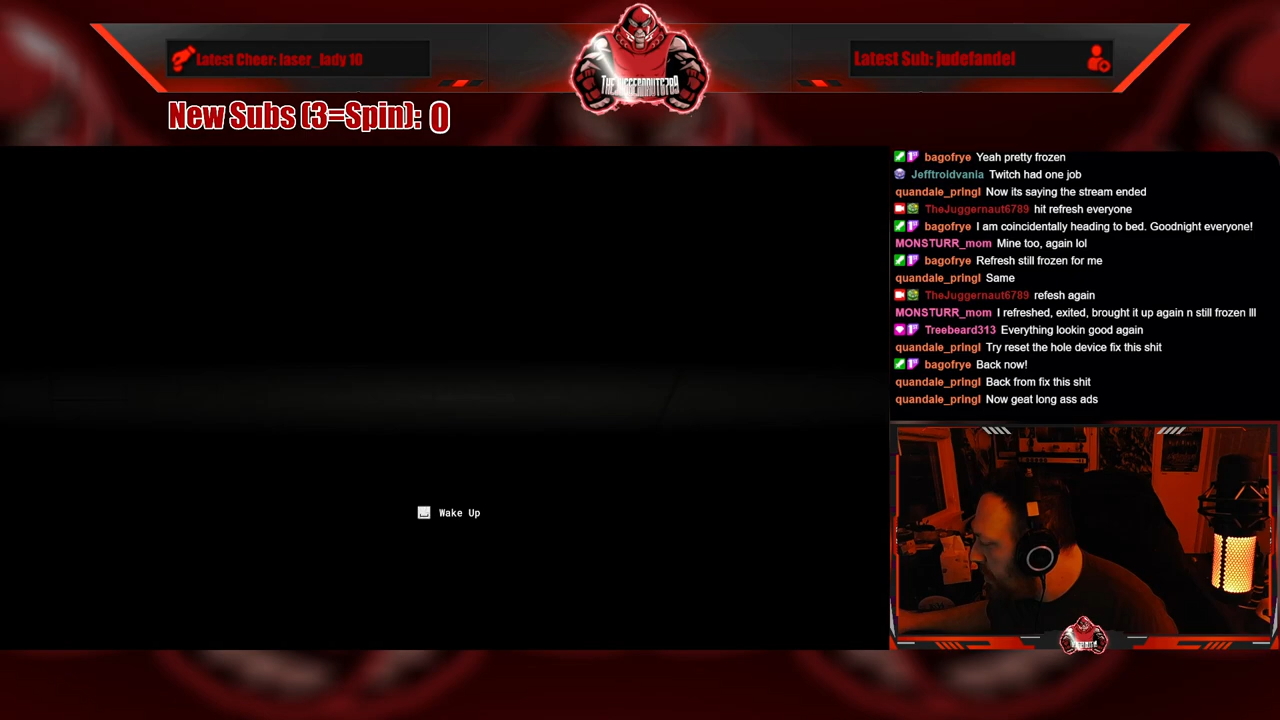 Latest Cheer: laser_lady 10
THEJUGGERNAUT6789
Latest Sub: judefandel
New Subs (3=Spin): 0
bagofrye Yeah pretty frozen
Jefftroidvania Twitch had one job
quandale_pringl Now its saying the stream ended
TheJuggernaut6789 hit refresh everyone
bagofrye I am coincidentally heading to bed. Goodnight everyone!
MONSTURR_mom Mine too, again lol
bagofrye Refresh still frozen for me
quandale_pringl Same
TheJuggernaut6789 refesh again
MONSTURR_mom I refreshed, exited, brought it up again n still frozen lll
Treebeard313 Everything lookin good again
quandale_pringl Try reset the hole device fix this shit
bagofrye Back now!
quandale_pringl Back from fix this shit
quandale_pringl Now geat long ass ads
Wake Up